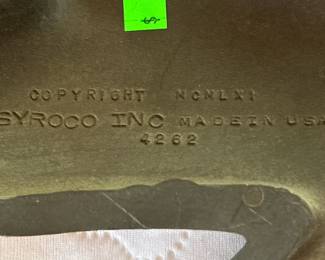 $
COPYRIGHT MCMLXI
SYROCO INC MADE IN USA
4262